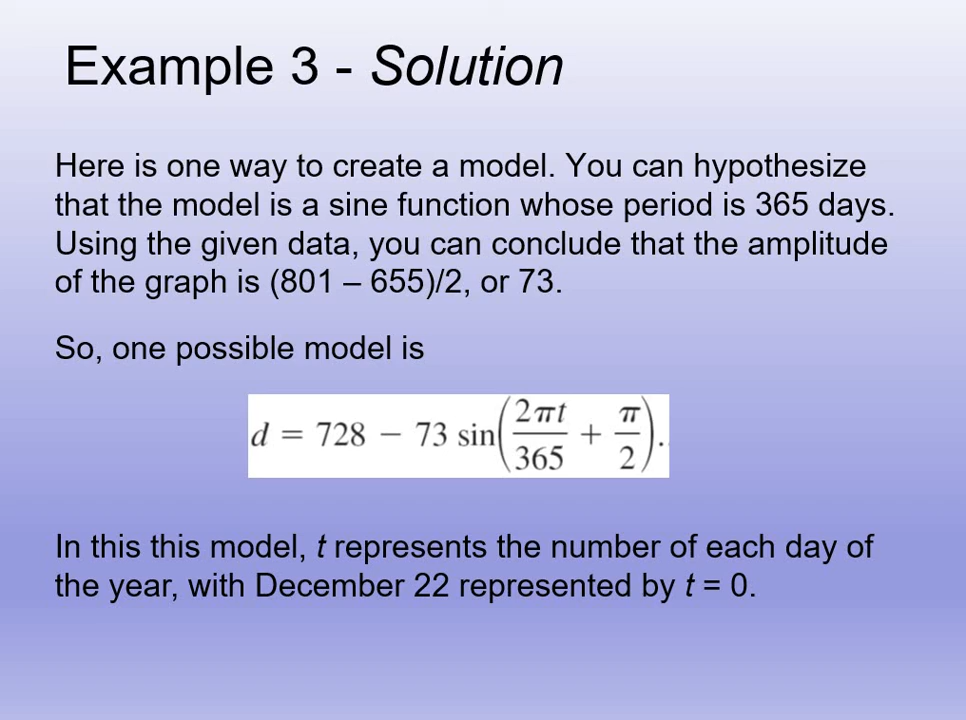 Example 3 - Solution
Here is one way to create a model. You can hypothesize
that the model is a sine function whose period is 365 days.
Using the given data, you can conclude that the amplitude
of the graph is (801 – 655)/2, or 73.
So, one possible model is
d = 728 − 73 sin(2πt/365 + π/2).
In this this model, t represents the number of each day of
the year, with December 22 represented by t = 0.